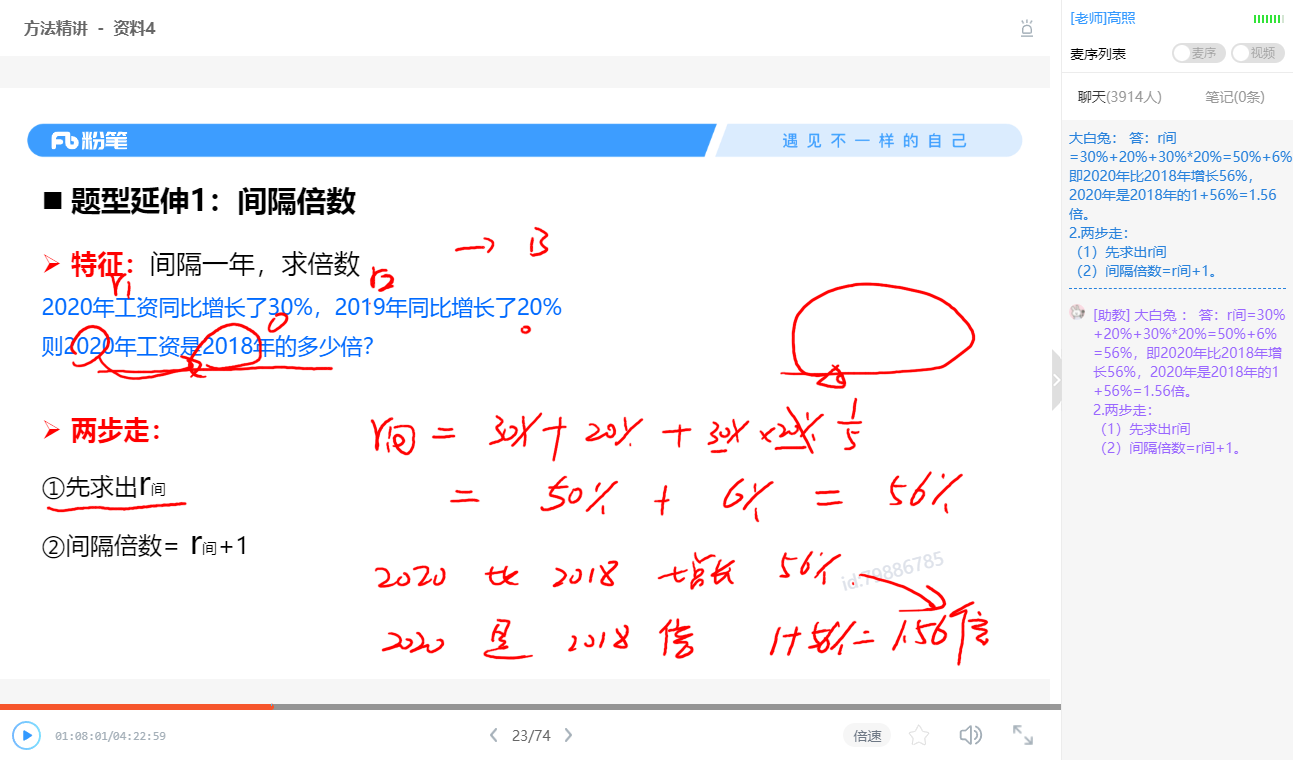 方法精讲 - 资料4
粉笔
遇见不一样的自己
■ 题型延伸1：间隔倍数
→ B
➢ 特征：间隔一年，求倍数
r1
r2
2020年工资同比增长了30%，2019年同比增长了20%
则2020年工资是2018年的多少倍？
➢ 两步走：
r间 = 30% + 20% + 30% × 20% 1/5
①先求出r间
= 50% + 6% = 56%
②间隔倍数= r间+1
2020 比 2018 增长 56%
id:79886785
2020 是 2018 倍 1+56% = 1.56倍
01:08:01/04:22:59
23/74
倍速
[老师]高照
麦序列表
麦序
视频
聊天(3914人)
笔记(0条)
大白兔： 答：r间
=30%+20%+30%*20%=50%+6%
即2020年比2018年增长56%，
2020年是2018年的1+56%=1.56
倍。
2.两步走：
（1）先求出r间
（2）间隔倍数=r间+1。
[助教] 大白兔 ： 答：r间=30%
+20%+30%*20%=50%+6%
=56%，即2020年比2018年增
长56%，2020年是2018年的1
+56%=1.56倍。
2.两步走：
（1）先求出r间
（2）间隔倍数=r间+1。